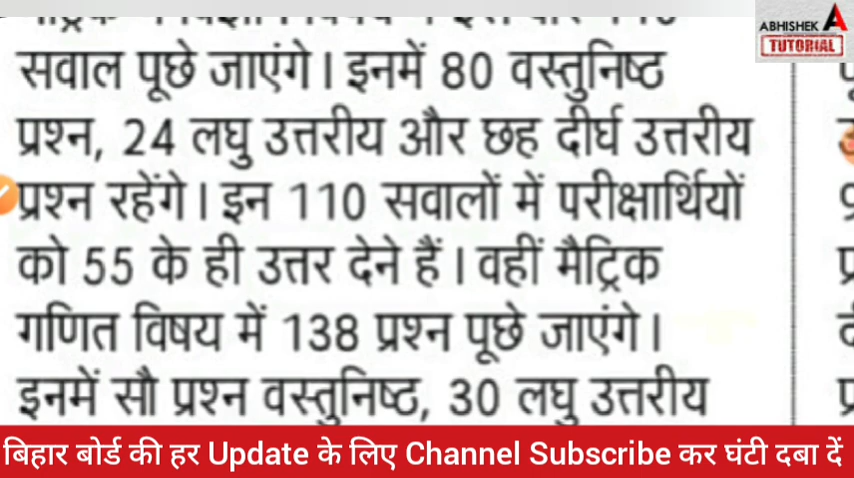 ABHISHEK A
TUTORIAL
सवाल पूछे जाएंगे। इनमें 80 वस्तुनिष्ठ
प्रश्न, 24 लघु उत्तरीय और छह दीर्घ उत्तरीय
प्रश्न रहेंगे। इन 110 सवालों में परीक्षार्थियों
को 55 के ही उत्तर देने हैं। वहीं मैट्रिक
गणित विषय में 138 प्रश्न पूछे जाएंगे।
इनमें सौ प्रश्न वस्तुनिष्ठ, 30 लघु उत्तरीय
बिहार बोर्ड की हर Update के लिए Channel Subscribe कर घंटी दबा दें